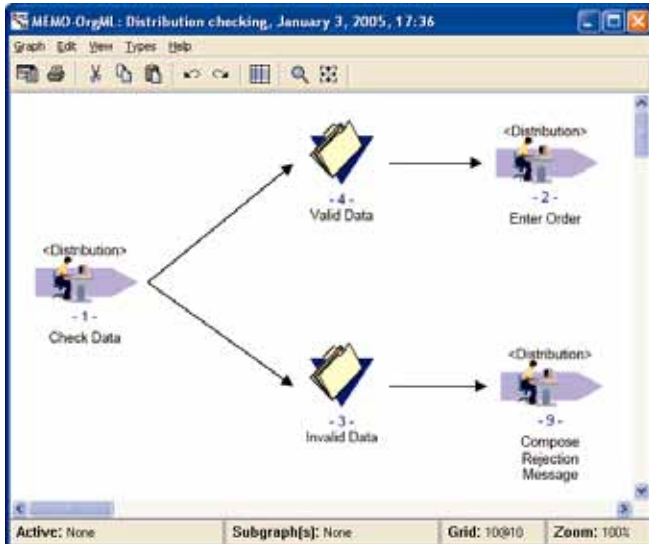 MEMO-OrgML: Distribution checking, January 3, 2005, 17:36
Graph Edit View Types Help
<Distribution>
- 4 -
Valid Data
- 2 -
Enter Order
<Distribution>
- 1 -
Check Data
<Distribution>
- 3 -
Invalid Data
- 9 -
Compose
Rejection
Message
Active: None Subgraph(s): None Grid: 10@10 Zoom: 100%